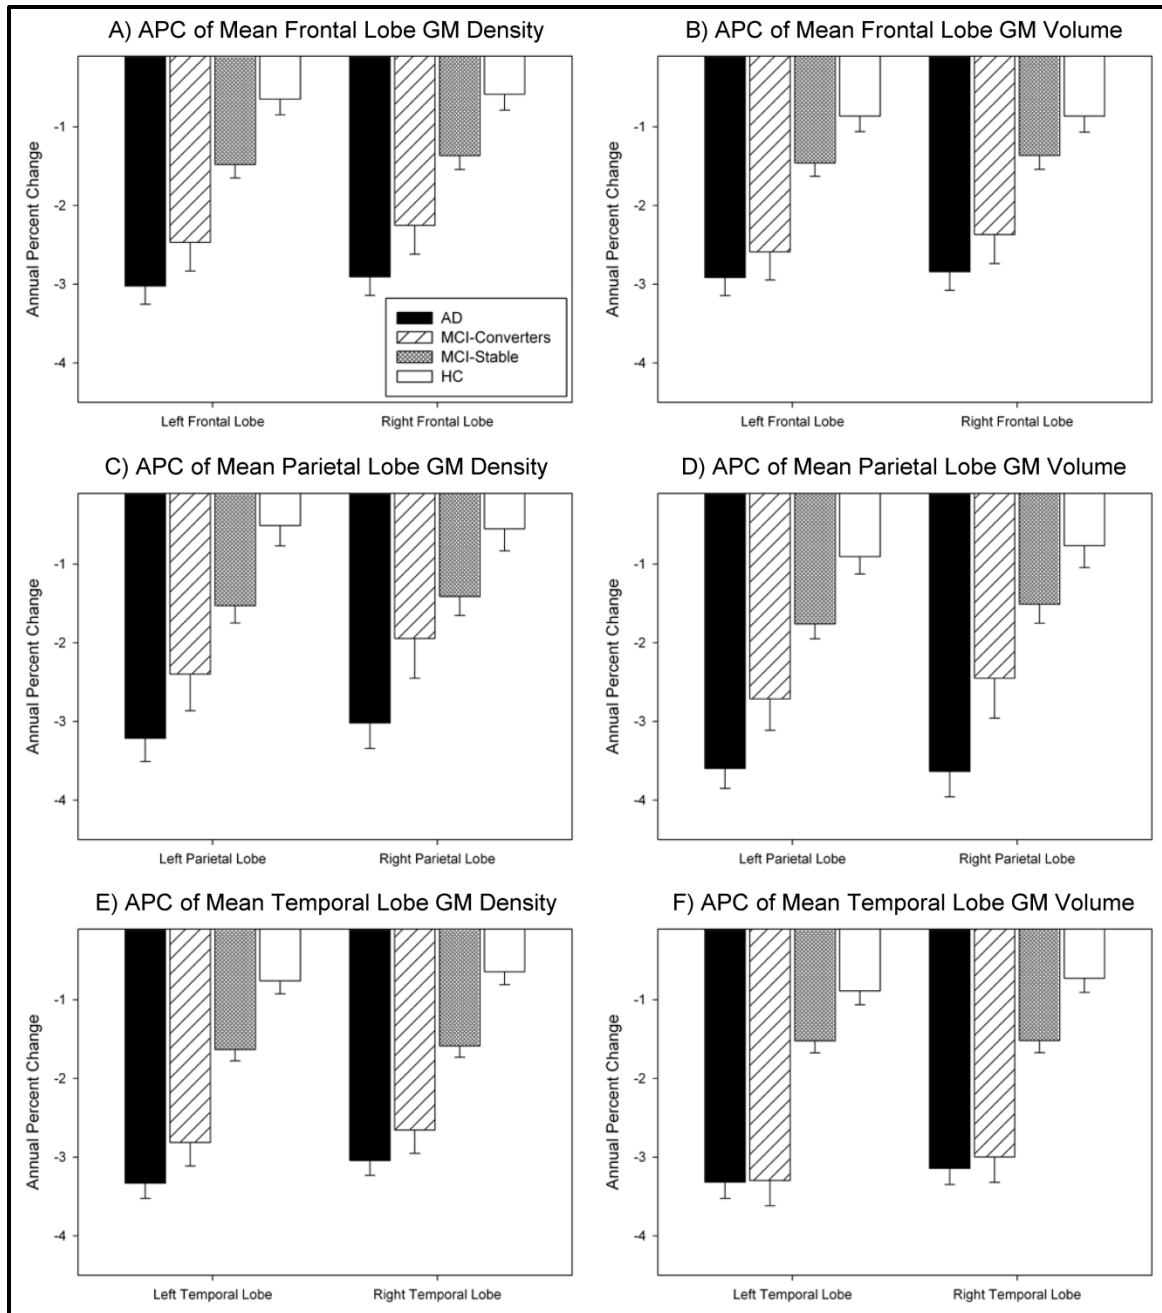 A) APC of Mean Frontal Lobe GM Density
Annual Percent Change
-1
-2
-3
-4
AD
MCI-Converters
MCI-Stable
HC
Left Frontal Lobe
Right Frontal Lobe
B) APC of Mean Frontal Lobe GM Volume
Annual Percent Change
-1
-2
-3
-4
Left Frontal Lobe
Right Frontal Lobe
C) APC of Mean Parietal Lobe GM Density
Annual Percent Change
-1
-2
-3
-4
Left Parietal Lobe
Right Parietal Lobe
D) APC of Mean Parietal Lobe GM Volume
Annual Percent Change
-1
-2
-3
-4
Left Parietal Lobe
Right Parietal Lobe
E) APC of Mean Temporal Lobe GM Density
Annual Percent Change
-1
-2
-3
-4
Left Temporal Lobe
Right Temporal Lobe
F) APC of Mean Temporal Lobe GM Volume
Annual Percent Change
-1
-2
-3
-4
Left Temporal Lobe
Right Temporal Lobe